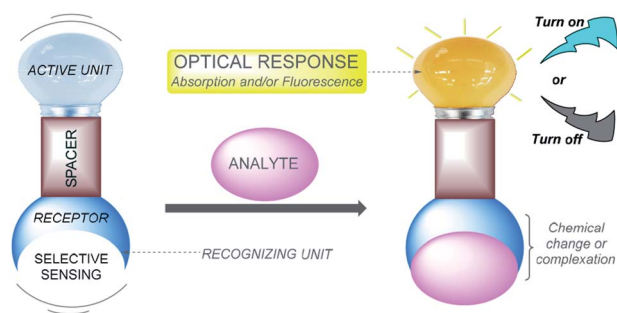 ACTIVE UNIT
SPACER
RECEPTOR
SELECTIVE
SENSING
OPTICAL RESPONSE
Absorption and/or Fluorescence
ANALYTE
RECOGNIZING UNIT
Turn on
or
Turn off
Chemical
change or
complexation